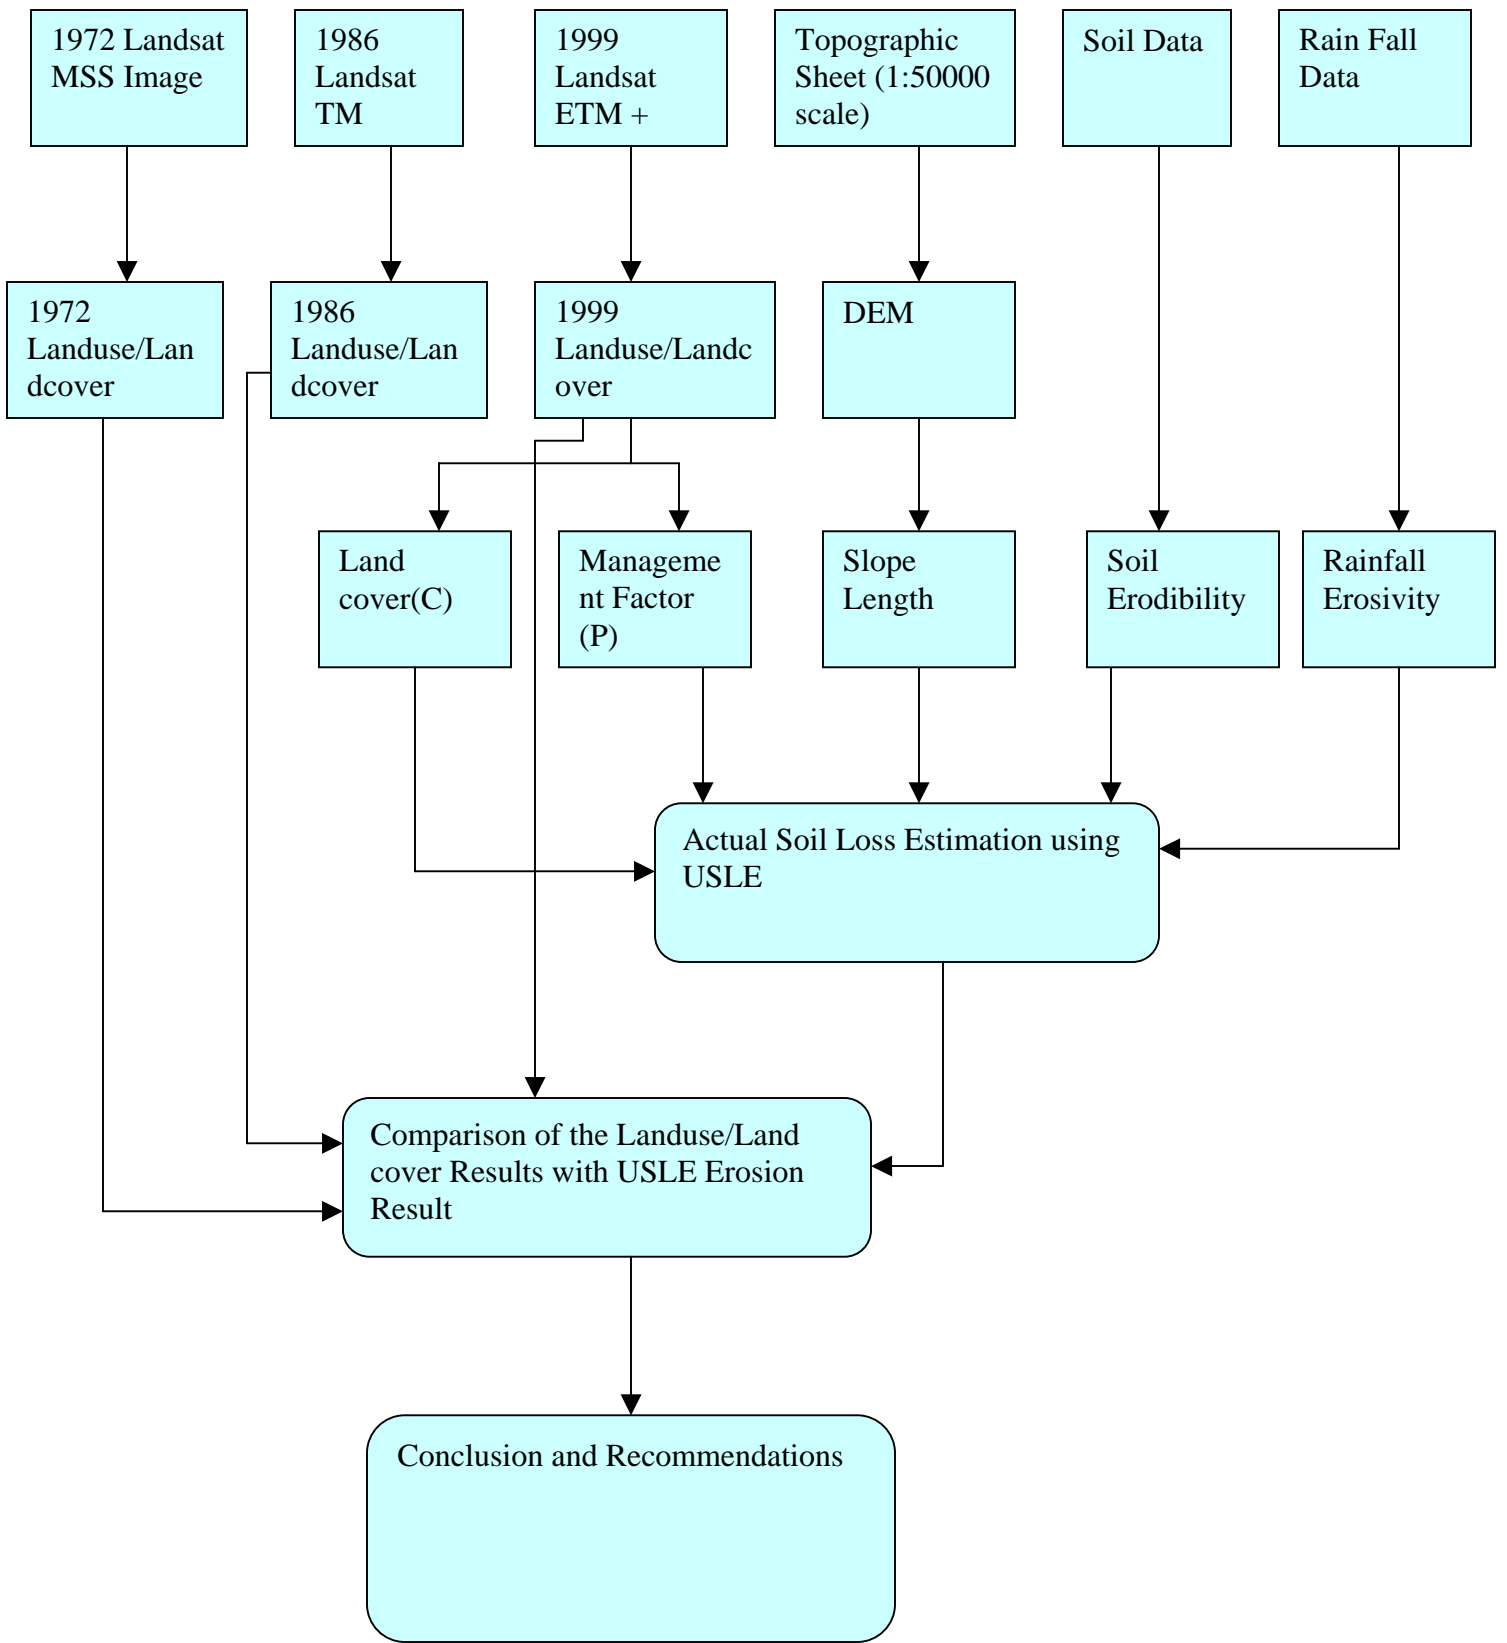 1972 Landsat
MSS Image
1986
Landsat
TM
1999
Landsat
ETM +
Topographic
Sheet (1:50000
scale)
Soil Data
Rain Fall
Data
1972
Landuse/Lan
dcover
1986
Landuse/Lan
dcover
1999
Landuse/Landc
over
DEM
Land
cover(C)
Manageme
nt Factor
(P)
Slope
Length
Soil
Erodibility
Rainfall
Erosivity
Actual Soil Loss Estimation using
USLE
Comparison of the Landuse/Land
cover Results with USLE Erosion
Result
Conclusion and Recommendations